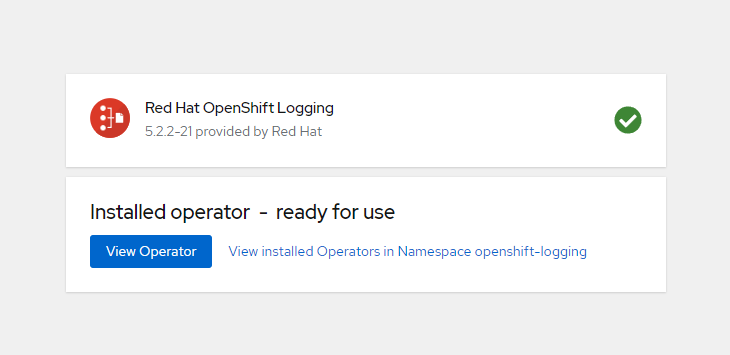 Red Hat OpenShift Logging
5.2.2-21 provided by Red Hat
Installed operator - ready for use
View Operator
View installed Operators in Namespace openshift-logging